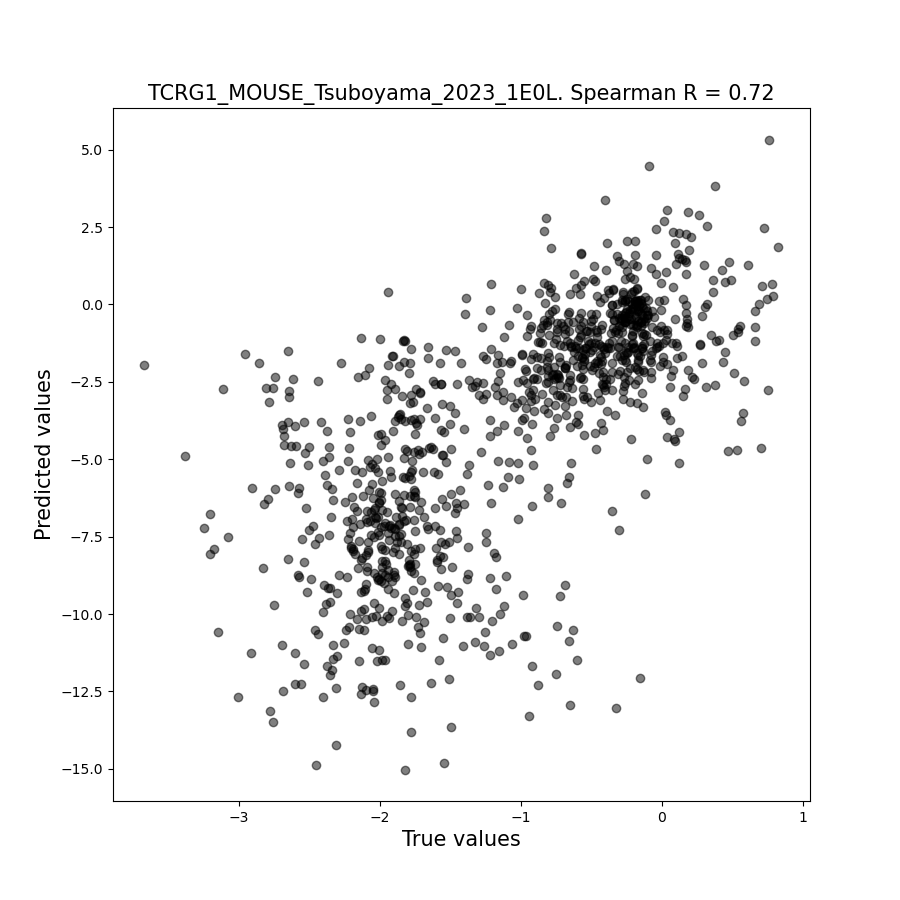 TCRG1_MOUSE_Tsuboyama_2023_1E0L. Spearman R = 0.72
Predicted values
5.0
2.5
0.0
−2.5
−5.0
−7.5
−10.0
−12.5
−15.0
−3 −2 −1 0 1
True values